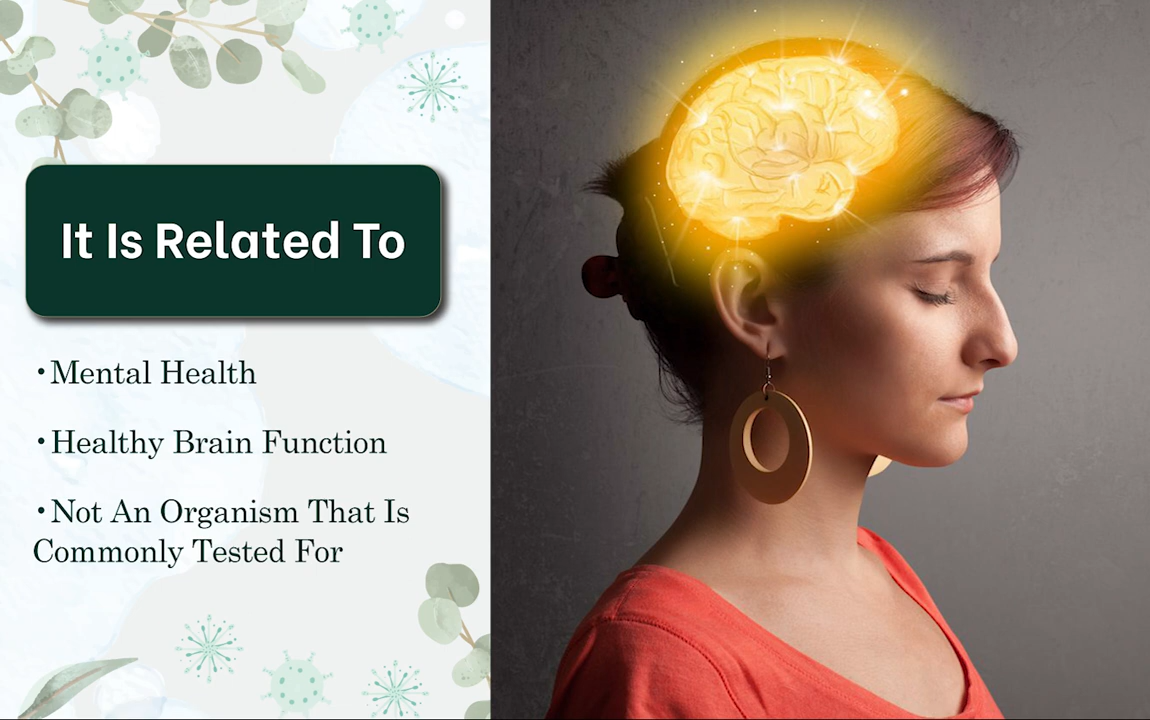 It Is Related To
•Mental Health
•Healthy Brain Function
•Not An Organism That Is
Commonly Tested For